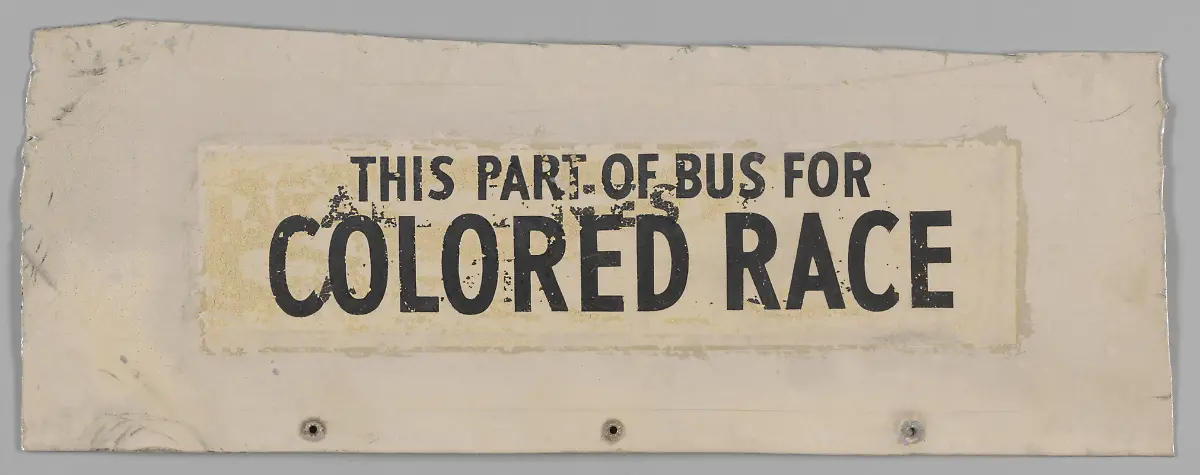 THIS PART OF BUS FOR
COLORED RACE